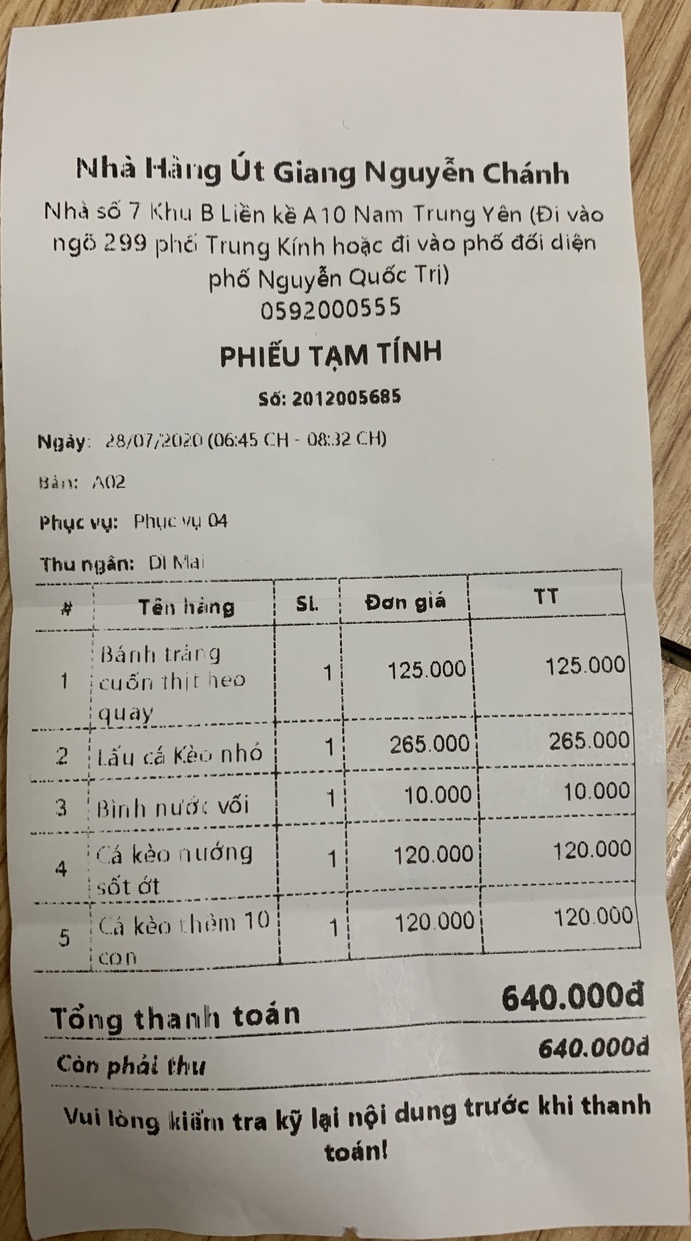 Nhà Hàng Út Giang Nguyễn Chánh
Nhà số 7 Khu B Liền kề A10 Nam Trung Yên (Đi vào
ngõ 299 phố Trung Kính hoặc đi vào phố đối diện
phố Nguyễn Quốc Trị)
0592000555
PHIẾU TẠM TÍNH
Số: 2012005685
Ngày: 28/07/2020 (06:45 CH - 08:32 CH)
Bàn: A02
Phục vụ: Phục vụ 04
Thu ngân: Dì Mai
# Tên hàng SL Đơn giá TT
Bánh tráng
1 cuốn thịt heo 1 125.000 125.000
quay
2 Lẩu cá Kèo nhỏ 1 265.000 265.000
3 Bình nước vối 1 10.000 10.000
4 Cá kèo nướng 1 120.000 120.000
sốt ớt
5 Cá kèo thêm 10 1 120.000 120.000
con
Tổng thanh toán 640.000đ
Còn phải thu 640.000đ
Vui lòng kiểm tra kỹ lại nội dung trước khi thanh
toán!